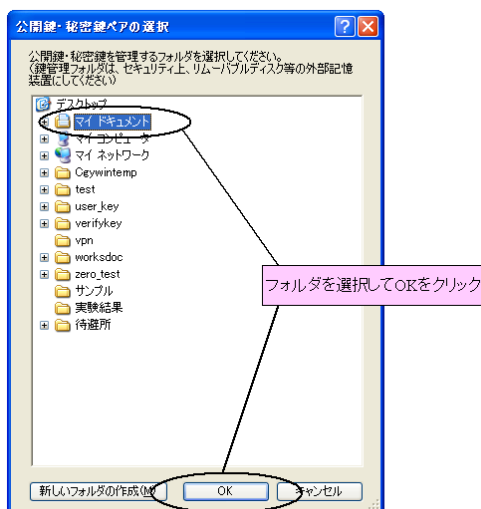 公開鍵・秘密鍵ペアの選択
公開鍵・秘密鍵を管理するフォルダを選択してください。
(鍵管理フォルダは、セキュリティ上、リムーバブルディスク等の外部記憶
装置にしてください)
デスクトップ
マイ ドキュメント
マイ コンピュータ
マイ ネットワーク
Cgywintemp
test
user_key
verifykey
vpn
worksdoc
zero_test
サンプル
実験結果
待避所
フォルダを選択してOKをクリック
新しいフォルダの作成(M) OK キャンセル